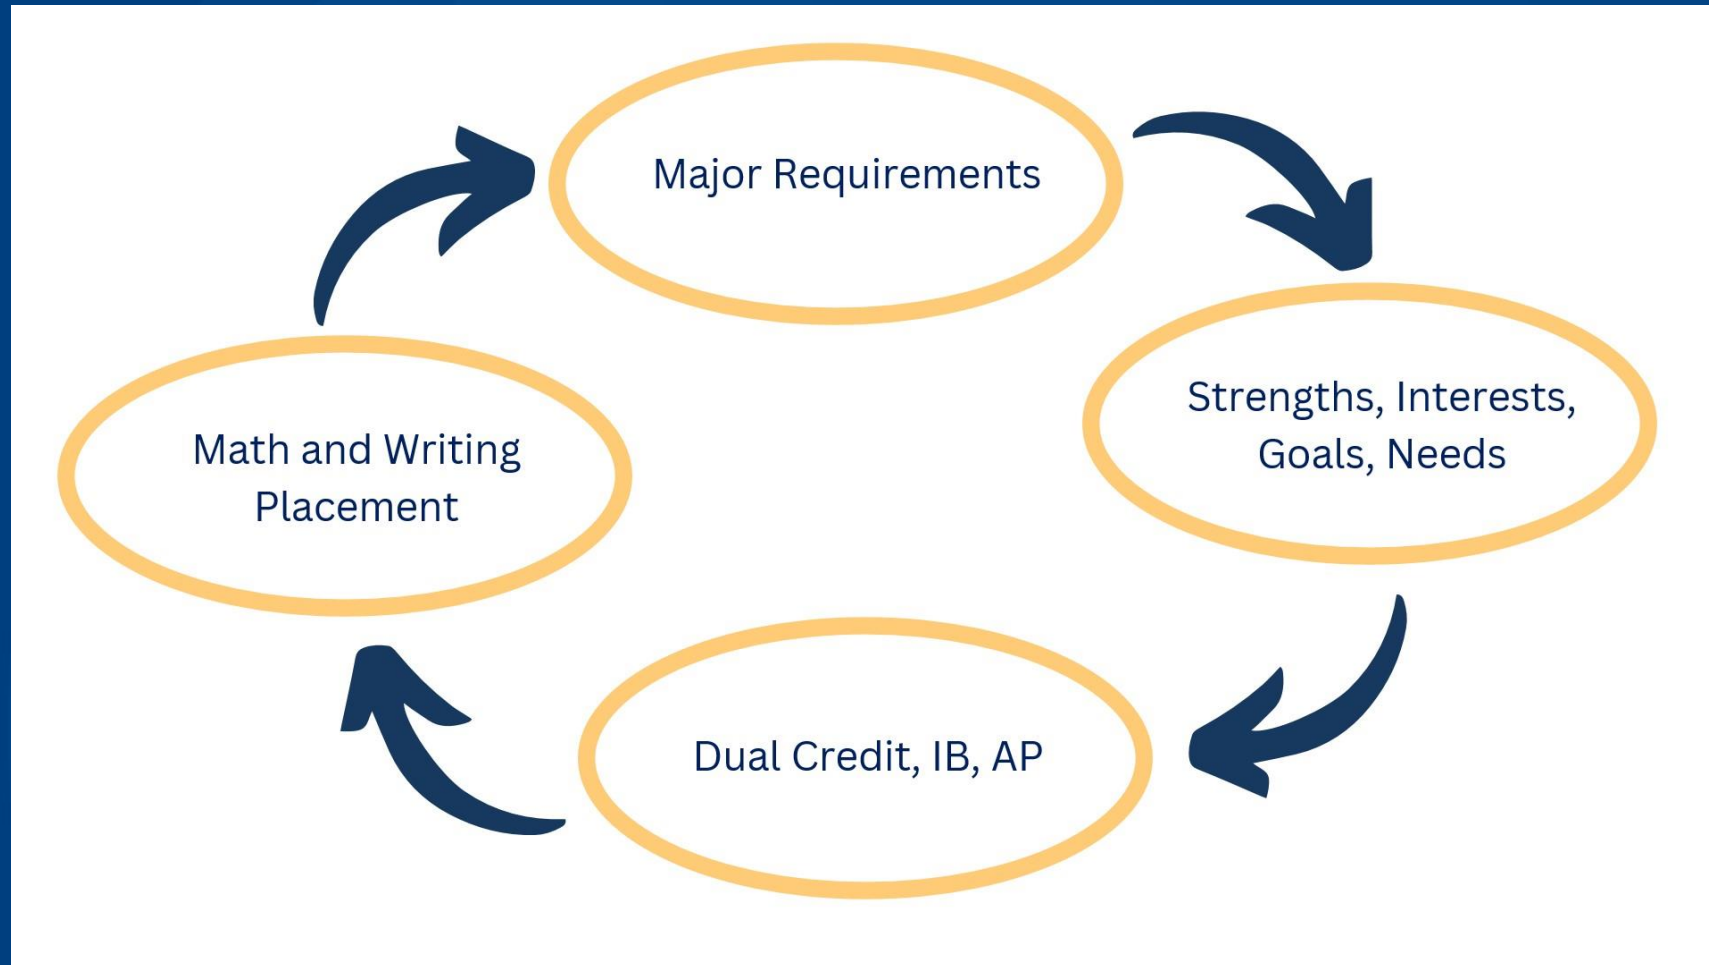 Major Requirements
Strengths, Interests,
Goals, Needs
Dual Credit, IB, AP
Math and Writing
Placement